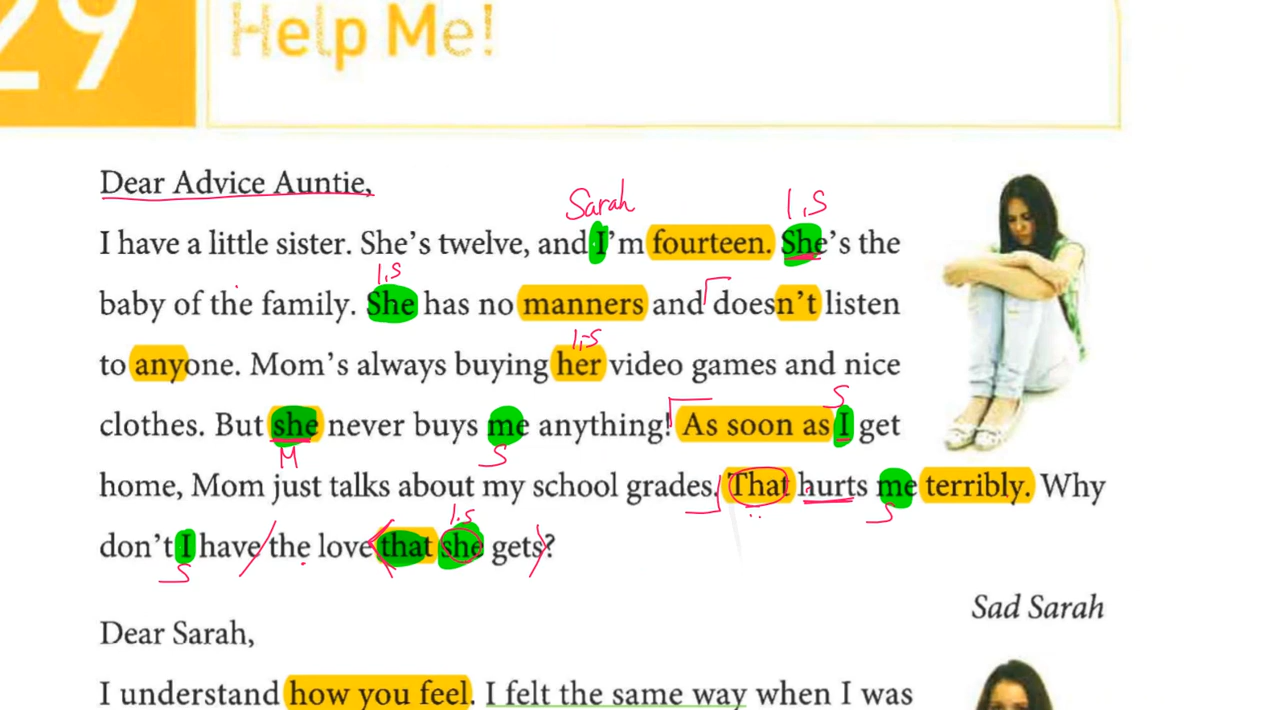 29
Help Me!
Dear Advice Auntie,
Sarah
l,S
I have a little sister. She's twelve, and I'm fourteen. She's the
l,S
baby of the family. She has no manners and doesn't listen
l,S
to anyone. Mom's always buying her video games and nice
S
clothes. But she never buys me anything! As soon as I get
M
S
home, Mom just talks about my school grades. That hurts me terribly. Why
l.S
S
don't I have the love that she gets?
S
Sad Sarah
Dear Sarah,
I understand how you feel. I felt the same way when I was